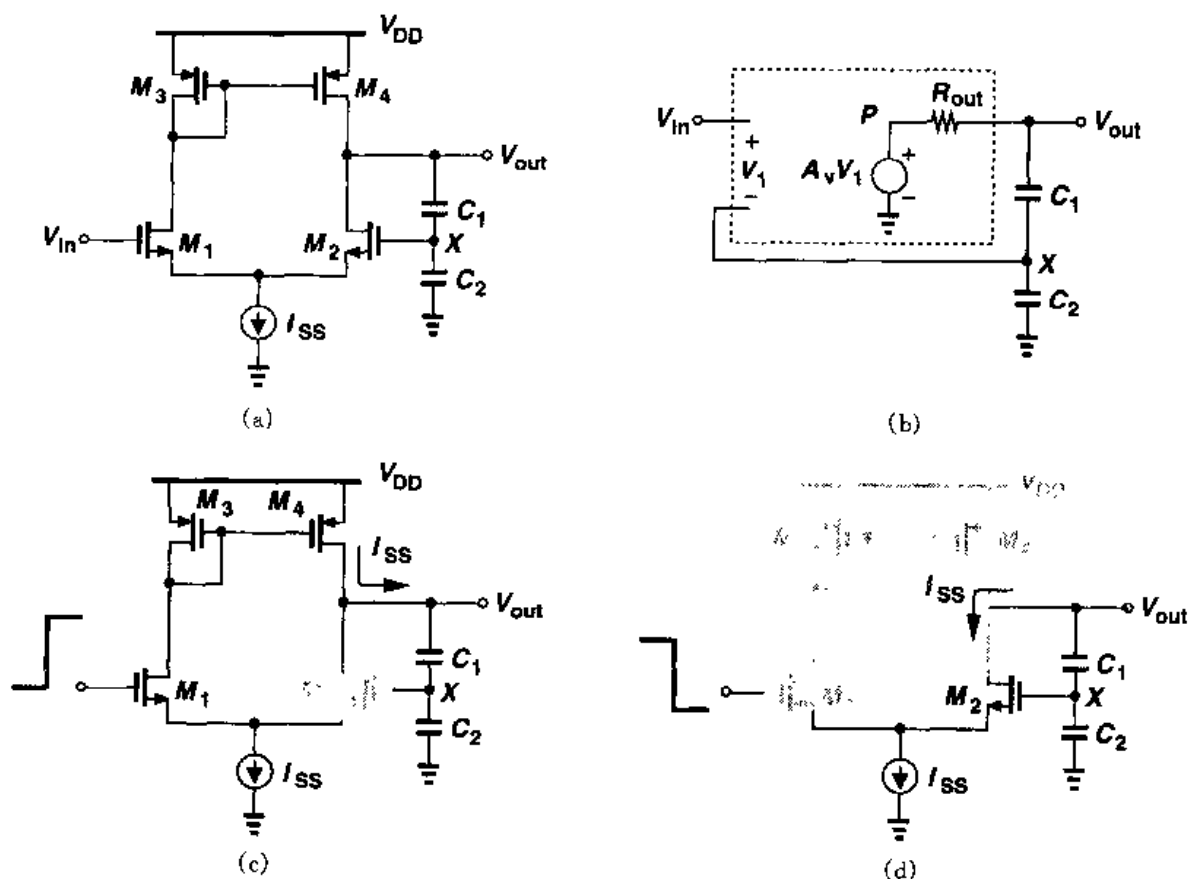 V_DD
M_3
M_4
V_out
C_1
V_in
M_1
M_2
X
C_2
I_SS
(a)
R_out
P
V_in
+
V_1
−
A_vV_1
+
−
V_out
C_1
X
C_2
(b)
V_DD
M_3
M_4
I_SS
V_out
C_1
M_1
X
C_2
I_SS
(c)
V_DD
I_SS
V_out
C_1
M_2
X
C_2
I_SS
(d)